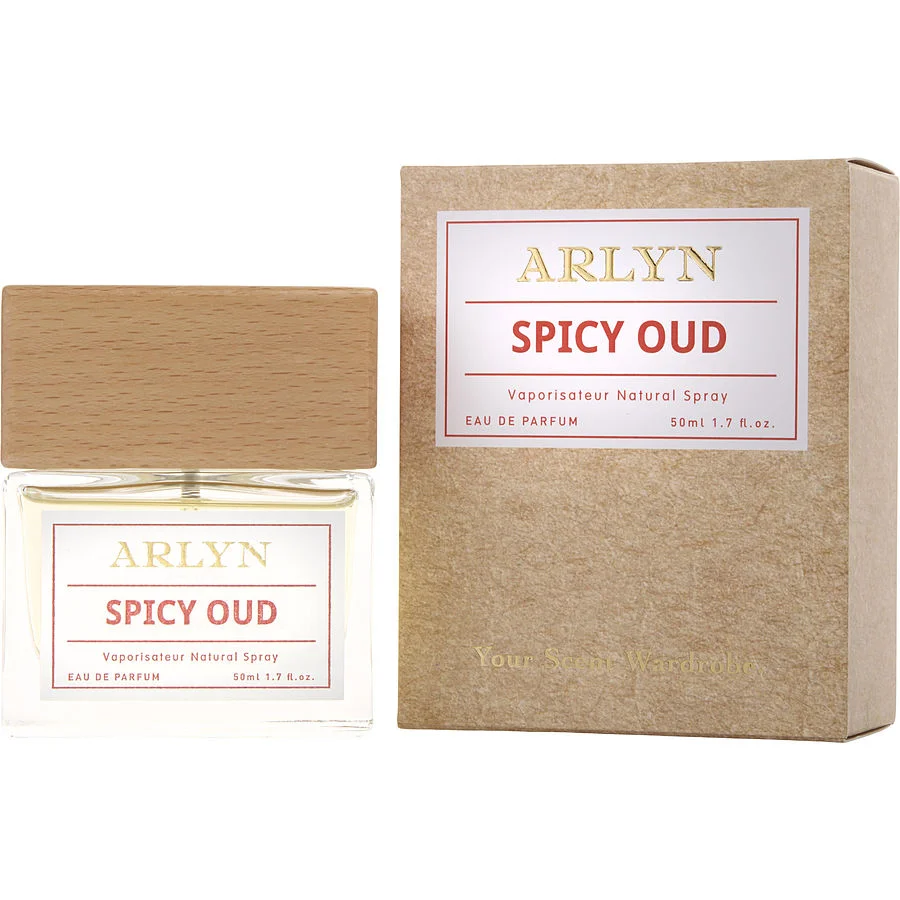 ARLYN
SPICY OUD
Vaporisateur Natural Spray
EAU DE PARFUM 50ml 1.7 fl.oz.
ARLYN
SPICY OUD
Vaporisateur Natural Spray
EAU DE PARFUM 50ml 1.7 fl.oz.
Your Scent Wardrobe